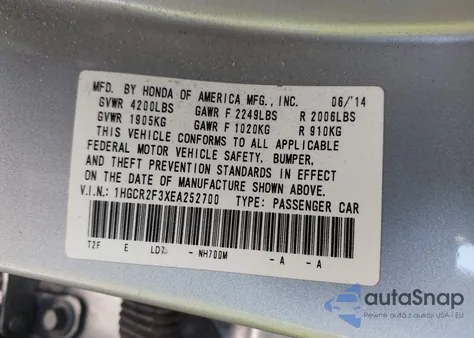 MFD. BY HONDA OF AMERICA MFG., INC. 06/'14
GVWR 4200LBS GAWR F 2249LBS R 2006LBS
GVWR 1905KG GAWR F 1020KG R 910KG
THIS VEHICLE CONFORMS TO ALL APPLICABLE
FEDERAL MOTOR VEHICLE SAFETY, BUMPER,
AND THEFT PREVENTION STANDARDS IN EFFECT
ON THE DATE OF MANUFACTURE SHOWN ABOVE.
V.I.N.: 1HGCR2F3XEA252700 TYPE: PASSENGER CAR
T2F E LD7 - NH700M - A - A
autoSnap
Pewne auta z aukcji USA i EU